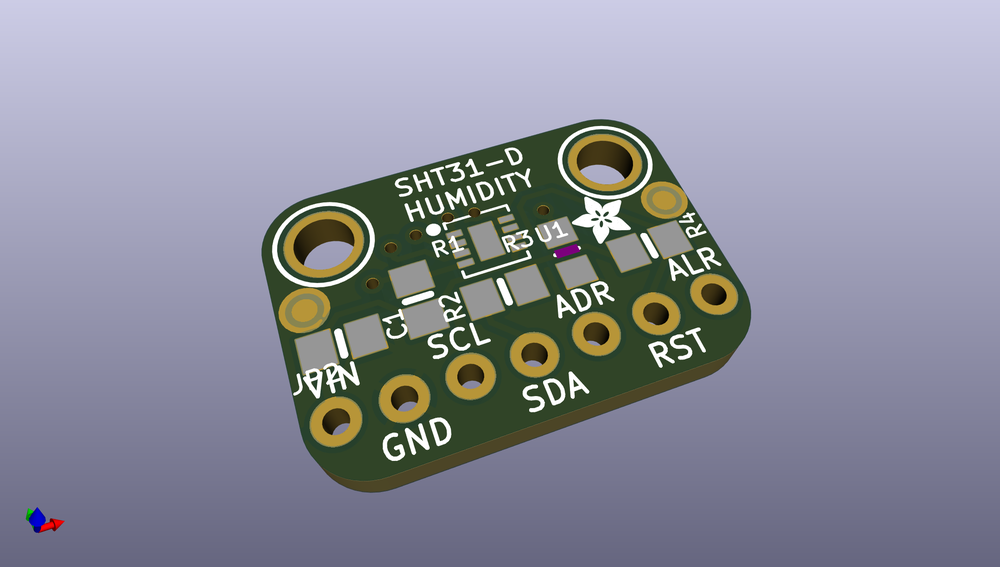 SHT31-D
HUMIDITY
R1
R3
U1
R4
C1
R2
ALR
ADR
SCL
VIN
RST
SDA
GND